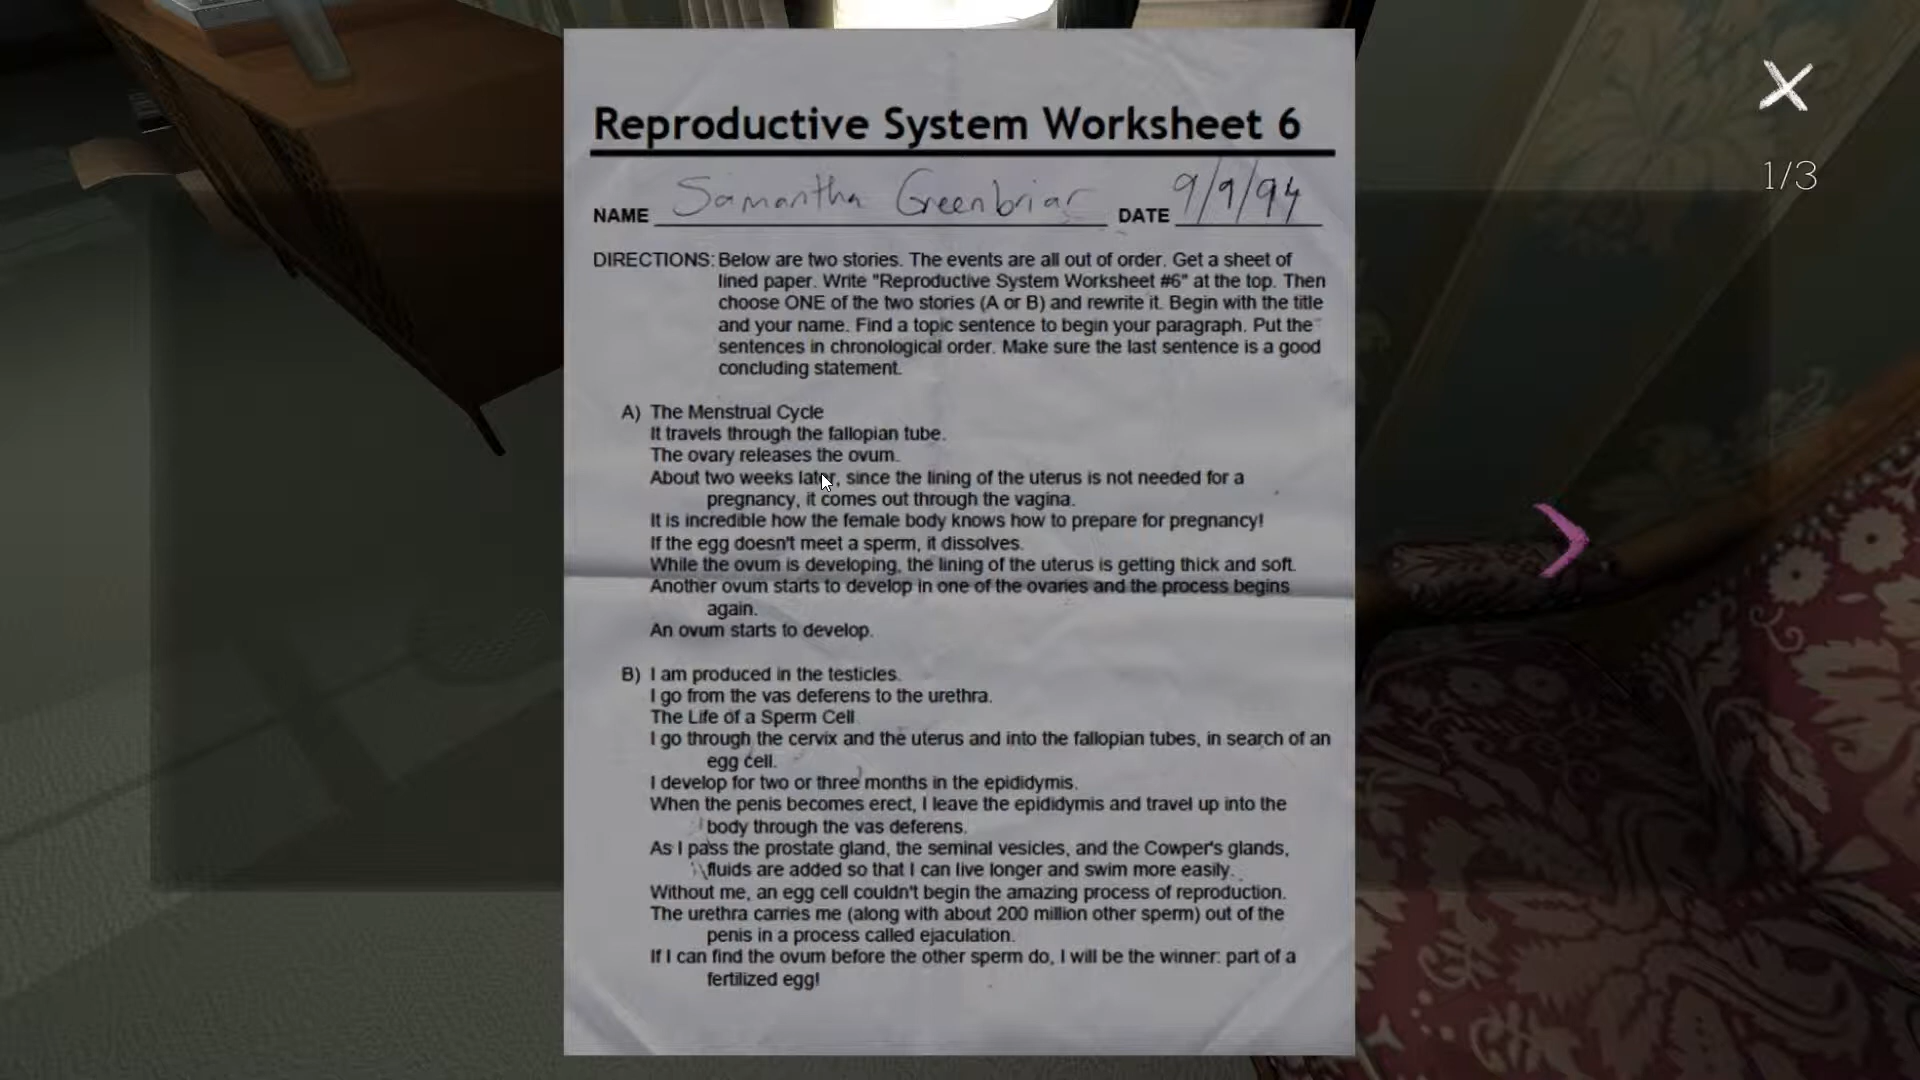 Reproductive System Worksheet 6
1/3
NAME Samantha Greenbriar DATE 9/9/94
DIRECTIONS: Below are two stories. The events are all out of order. Get a sheet of
lined paper. Write "Reproductive System Worksheet #6" at the top. Then
choose ONE of the two stories (A or B) and rewrite it. Begin with the title
and your name. Find a topic sentence to begin your paragraph. Put the
sentences in chronological order. Make sure the last sentence is a good
concluding statement.
A) The Menstrual Cycle
It travels through the fallopian tube.
The ovary releases the ovum.
About two weeks later, since the lining of the uterus is not needed for a
pregnancy, it comes out through the vagina.
It is incredible how the female body knows how to prepare for pregnancy!
If the egg doesn't meet a sperm, it dissolves.
While the ovum is developing, the lining of the uterus is getting thick and soft.
Another ovum starts to develop in one of the ovaries and the process begins
again.
An ovum starts to develop.
B) I am produced in the testicles.
I go from the vas deferens to the urethra.
The Life of a Sperm Cell
I go through the cervix and the uterus and into the fallopian tubes, in search of an
egg cell.
I develop for two or three months in the epididymis.
When the penis becomes erect, I leave the epididymis and travel up into the
body through the vas deferens.
As I pass the prostate gland, the seminal vesicles, and the Cowper's glands,
fluids are added so that I can live longer and swim more easily.
Without me, an egg cell couldn't begin the amazing process of reproduction.
The urethra carries me (along with about 200 million other sperm) out of the
penis in a process called ejaculation.
If I can find the ovum before the other sperm do, I will be the winner: part of a
fertilized egg!